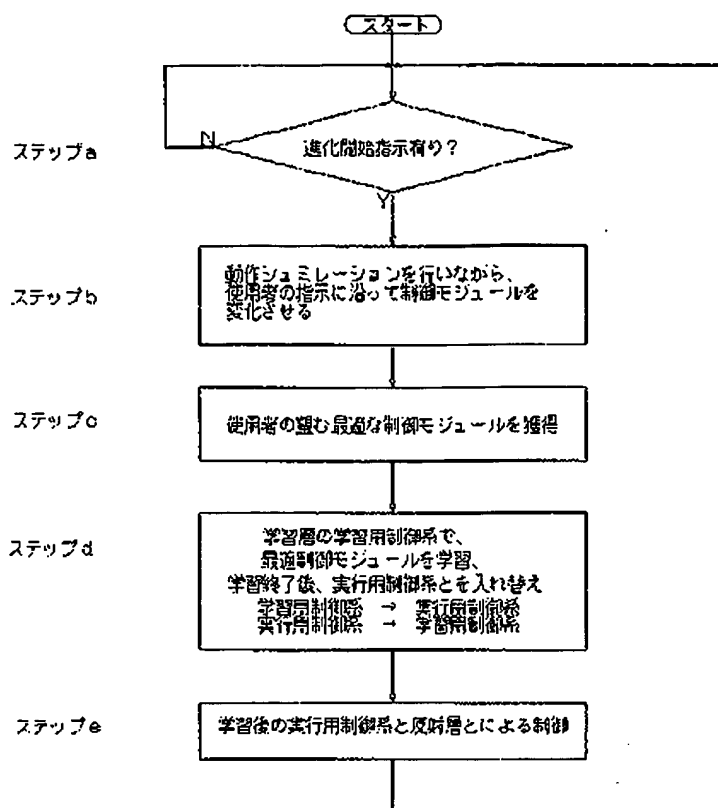 スタート
ステップa
N
進化開始指示有り?
Y
ステップb
動作シュミレーションを行いながら、
使用者の指示に沿って制御モジュールを
変化させる
ステップc
使用者の望む最適な制御モジュールを獲得
ステップd
学習層の学習用制御系で、
最適制御モジュールを学習、
学習終了後、実行用制御系とを入れ替え
学習用制御系 → 実行用制御系
実行用制御系 → 学習用制御系
ステップe
学習後の実行用制御系と反射層とによる制御